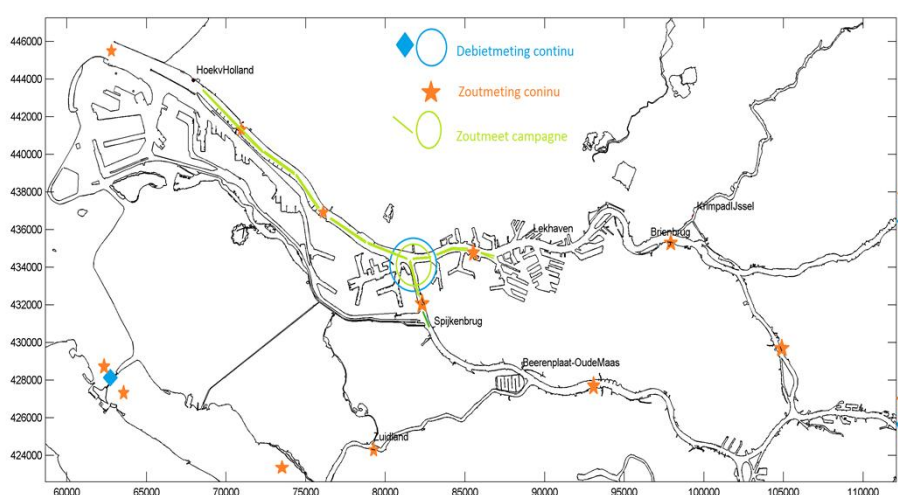 446000
444000
442000
440000
438000
436000
434000
432000
430000
428000
426000
424000
60000
65000
70000
75000
80000
85000
90000
95000
100000
105000
110000
Debietmeting continu
Zoutmeting coninu
Zoutmeet campagne
HoekvHolland
KrimpadIJssel
Lekhaven
Brienbrug
Spijkenbrug
Beerenplaat-OudeMaas
Zuidland